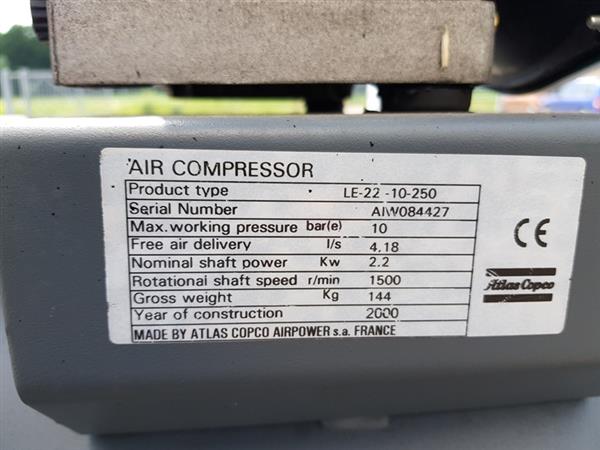 AIR COMPRESSOR
Product type LE-22 -10-250
Serial Number AIW084427
Max.working pressure bar(e) 10
Free air delivery l/s 4.18
Nominal shaft power Kw 2.2
Rotational shaft speed r/min 1500
Gross weight Kg 144
Year of construction 2000
MADE BY ATLAS COPCO AIRPOWER s.a. FRANCE
CE
Atlas Copco